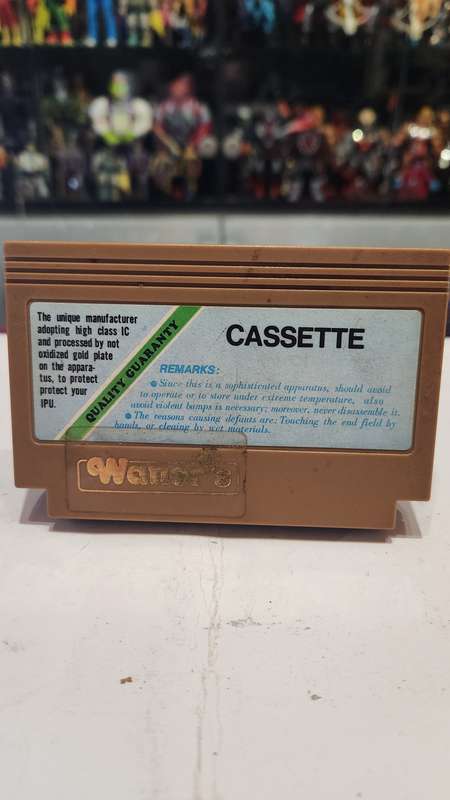 The unique manufacturer
adopting high class IC
and processed by not
oxidized gold plate
on the appara-
tus, to protect
protect your
IPU.
QUALITY GUARANTY
CASSETTE
REMARKS:
Since this is a sophisticated apparatus, should avoid
to operate or to store under extreme temperature, also
avoid violent bumps is necessary; moreover, never disassemble it.
The reasons causing defaults are: Touching the end field by
hands, or cleaing by wet materials.